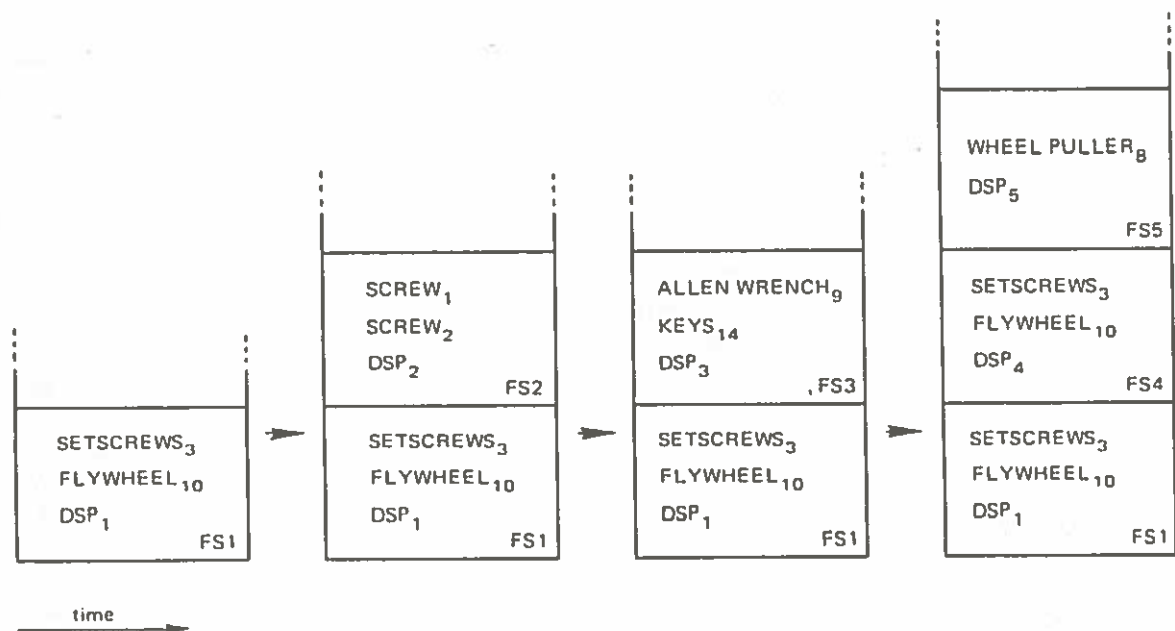 SETSCREWS3
FLYWHEEL10
DSP1
FS1
SCREW1
SCREW2
DSP2
FS2
SETSCREWS3
FLYWHEEL10
DSP1
FS1
ALLEN WRENCH9
KEYS14
DSP3
FS3
SETSCREWS3
FLYWHEEL10
DSP1
FS1
WHEEL PULLER8
DSP5
FS5
SETSCREWS3
FLYWHEEL10
DSP4
FS4
SETSCREWS3
FLYWHEEL10
DSP1
FS1
time